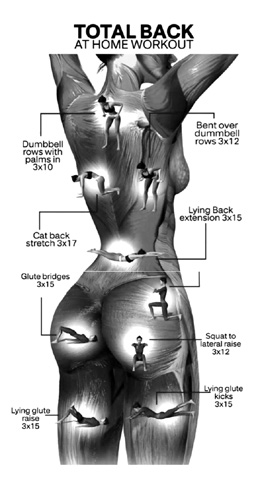 TOTAL BACK
AT HOME WORKOUT
Dumbbell
rows with
palms in
3x10
Bent over
dummbell
rows 3x12
Cat back
stretch 3x17
Lying Back
extension 3x15
Glute bridges
3x15
Squat to
lateral raise
3x12
Lying glute
raise
3x15
Lying glute
kicks
3x15